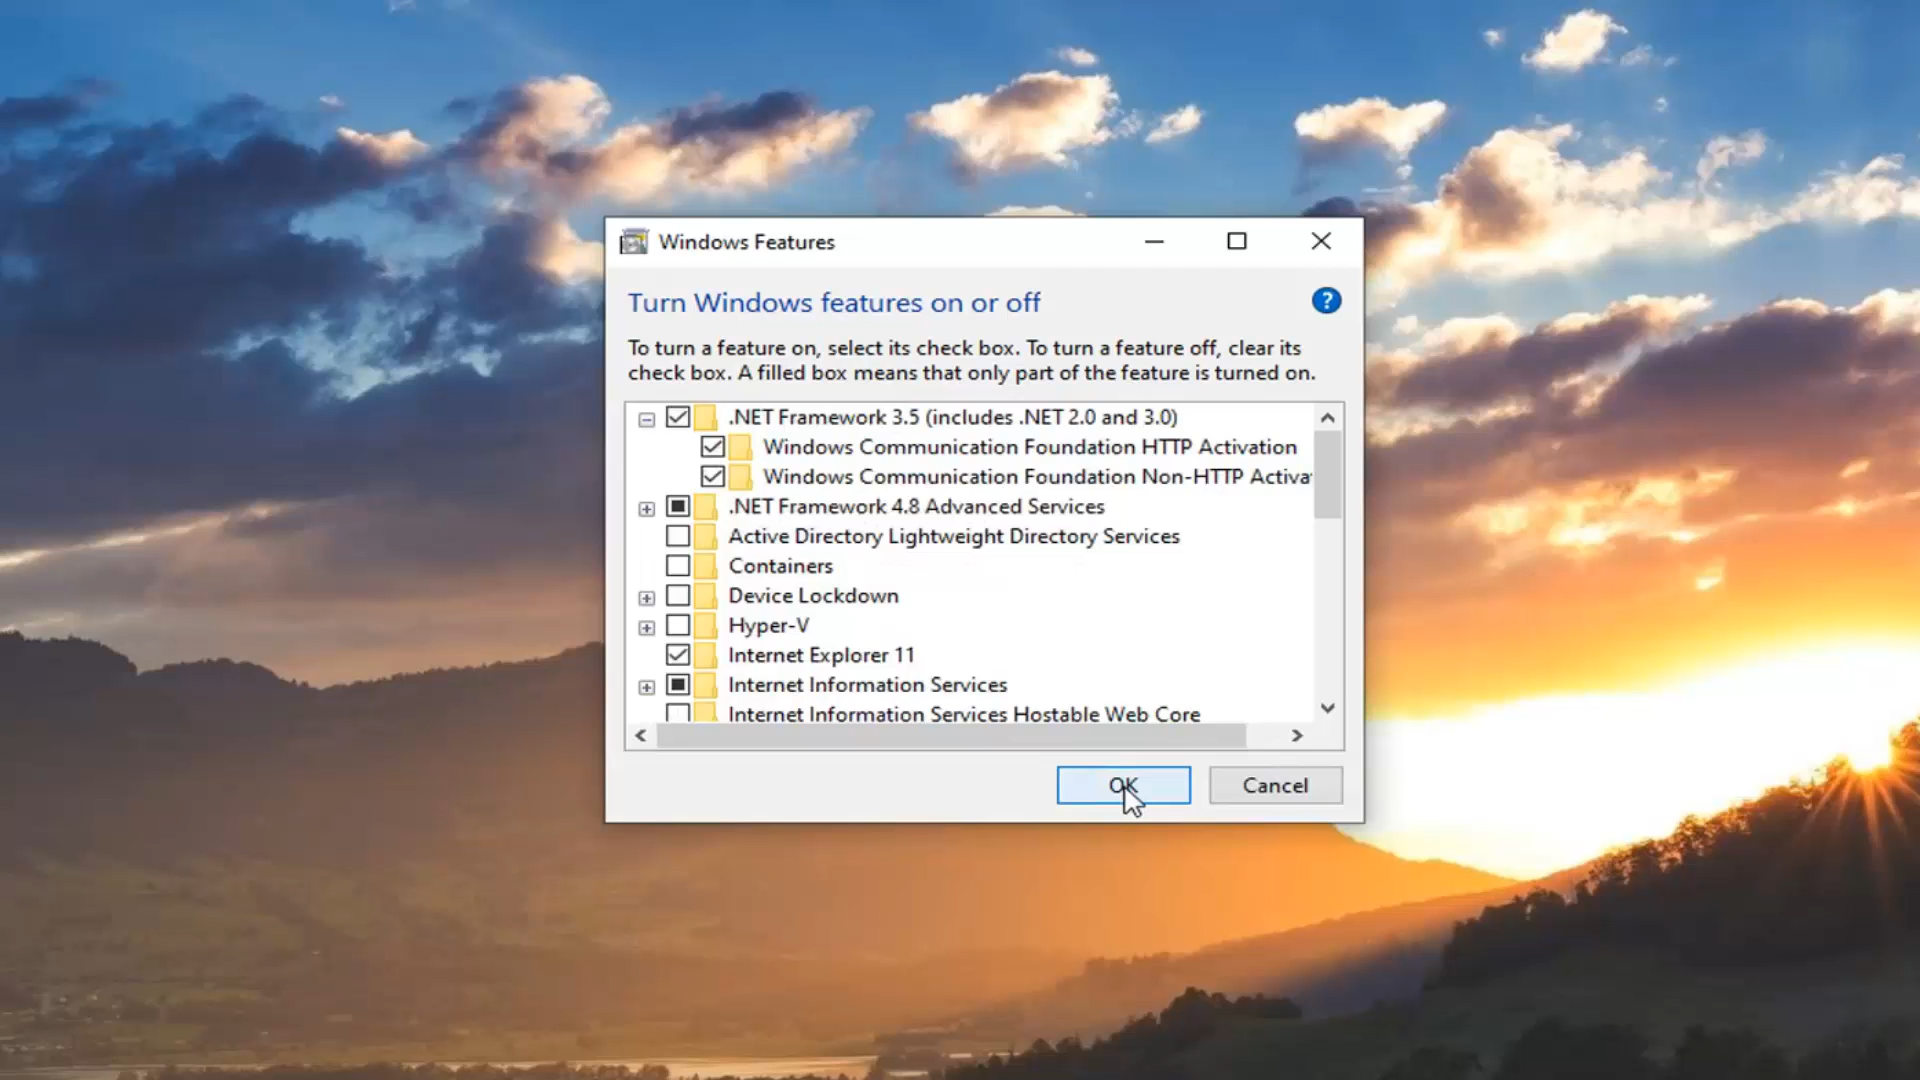 Windows Features
Turn Windows features on or off
?
To turn a feature on, select its check box. To turn a feature off, clear its
check box. A filled box means that only part of the feature is turned on.
.NET Framework 3.5 (includes .NET 2.0 and 3.0)
Windows Communication Foundation HTTP Activation
Windows Communication Foundation Non-HTTP Activa
.NET Framework 4.8 Advanced Services
Active Directory Lightweight Directory Services
Containers
Device Lockdown
Hyper-V
Internet Explorer 11
Internet Information Services
Internet Information Services Hostable Web Core
OK
Cancel